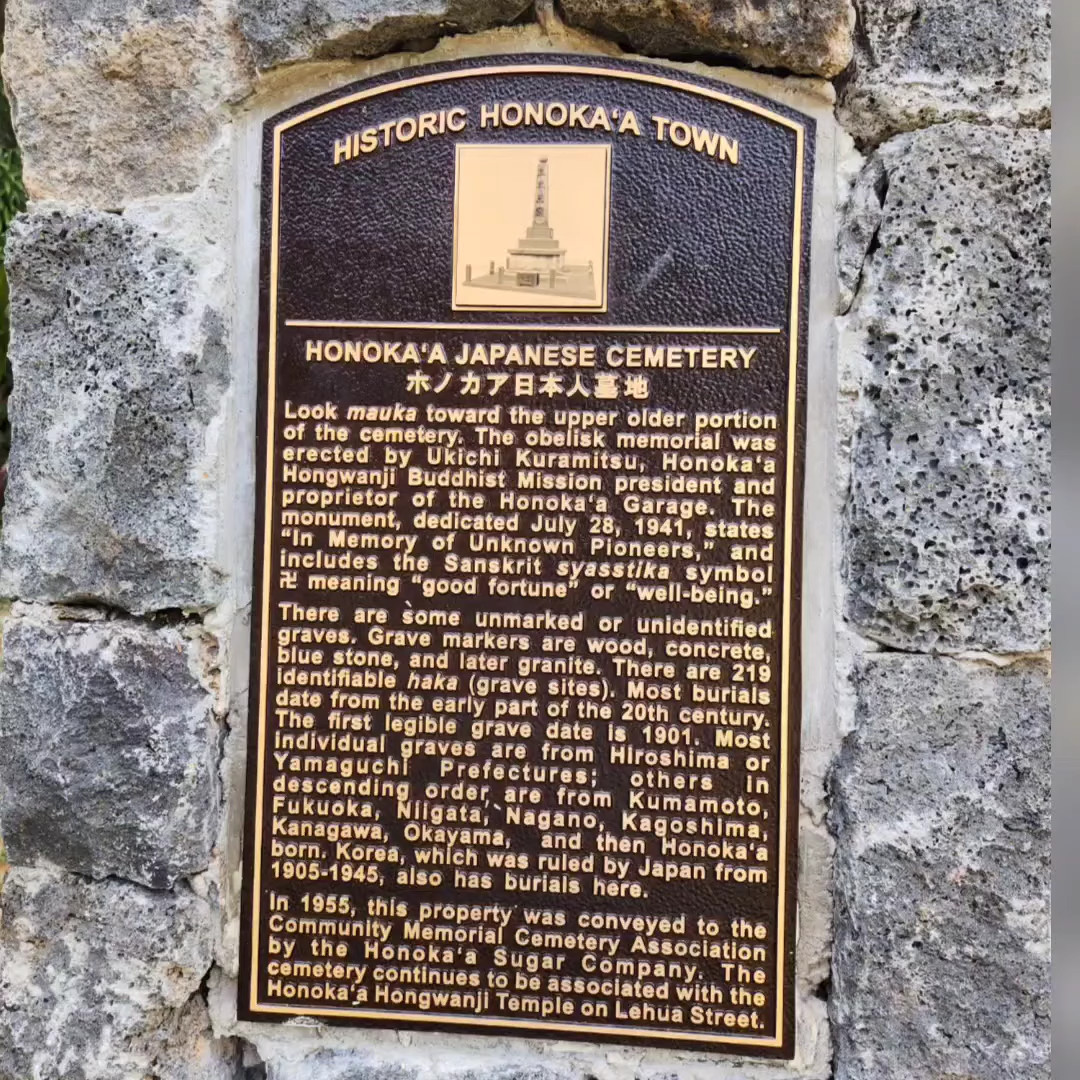 HISTORIC HONOKAʻA TOWN
HONOKAʻA JAPANESE CEMETERY
ホノカア日本人墓地
Look mauka toward the upper older portion
of the cemetery. The obelisk memorial was
erected by Ukichi Kuramitsu, Honokaʻa
Hongwanji Buddhist Mission president and
proprietor of the Honokaʻa Garage. The
monument, dedicated July 28, 1941, states
“In Memory of Unknown Pioneers,” and
includes the Sanskrit syasstika symbol
卍 meaning “good fortune” or “well-being.”
There are some unmarked or unidentified
graves. Grave markers are wood, concrete,
blue stone, and later granite. There are 219
identifiable haka (grave sites). Most burials
date from the early part of the 20th century.
The first legible grave date is 1901. Most
individual graves are from Hiroshima or
Yamaguchi Prefectures; others in
descending order, are from Kumamoto,
Fukuoka, Niigata, Nagano, Kagoshima,
Kanagawa, Okayama, and then Honokaʻa
born. Korea, which was ruled by Japan from
1905-1945, also has burials here.
In 1955, this property was conveyed to the
Community Memorial Cemetery Association
by the Honokaʻa Sugar Company. The
cemetery continues to be associated with the
Honokaʻa Hongwanji Temple on Lehua Street.